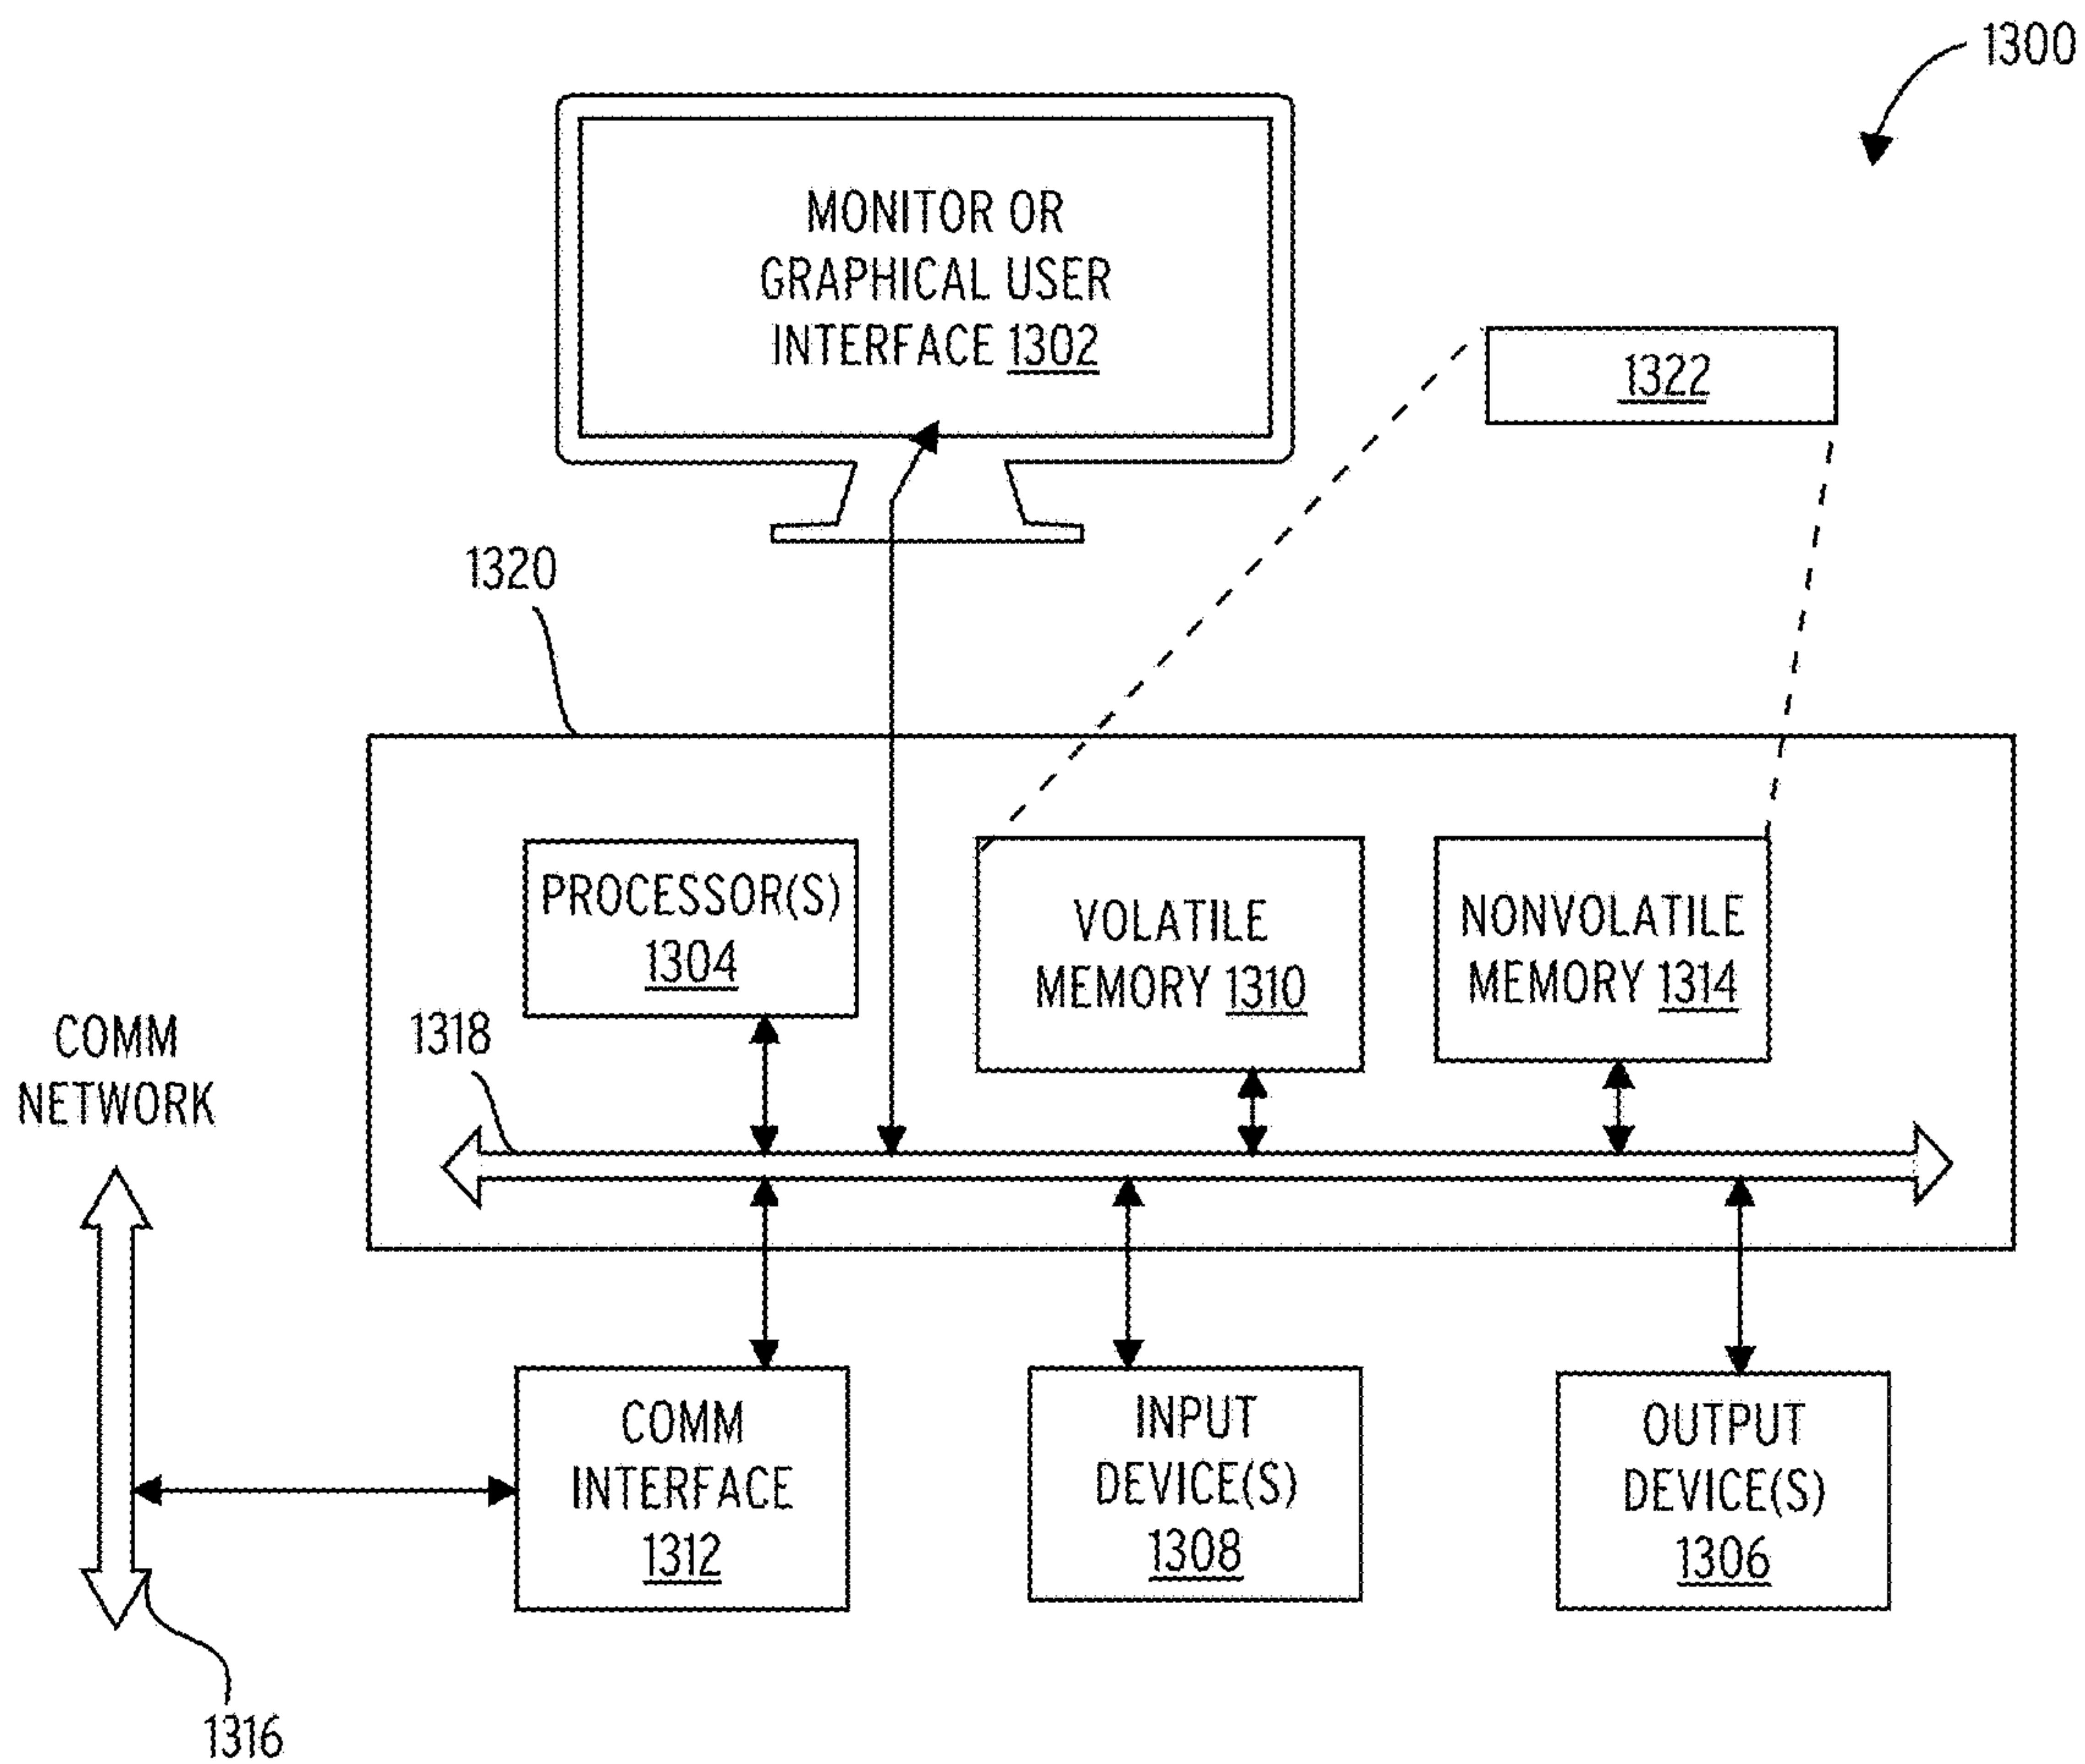 1300
MONITOR OR
GRAPHICAL USER
INTERFACE 1302
1322
1320
PROCESSOR(S)
1304
VOLATILE
MEMORY 1310
NONVOLATILE
MEMORY 1314
1318
COMM
NETWORK
COMM
INTERFACE
1312
INPUT
DEVICE(S)
1308
OUTPUT
DEVICE(S)
1306
1316